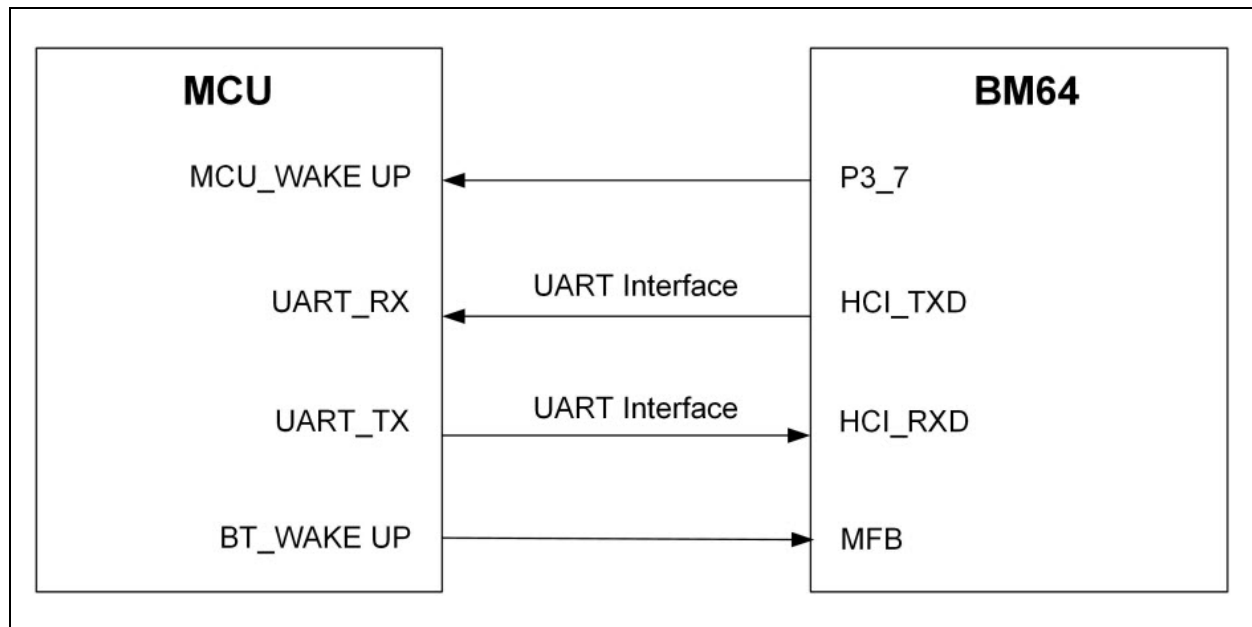 MCU
BM64
MCU_WAKE UP
P3_7
UART_RX
UART Interface
HCI_TXD
UART_TX
UART Interface
HCI_RXD
BT_WAKE UP
MFB